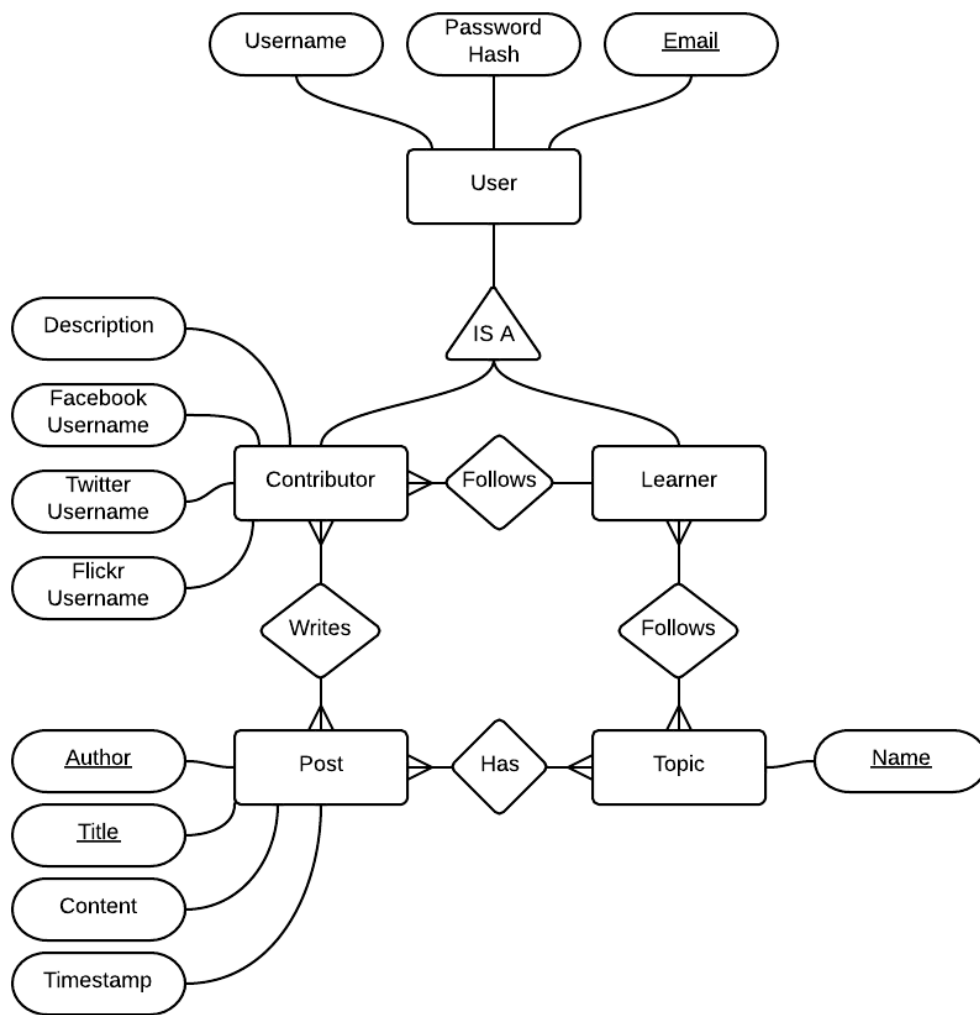 Username
Password
Hash
Email
User
IS A
Description
Facebook
Username
Twitter
Username
Flickr
Username
Contributor
Follows
Learner
Writes
Follows
Author
Title
Content
Timestamp
Post
Has
Topic
Name